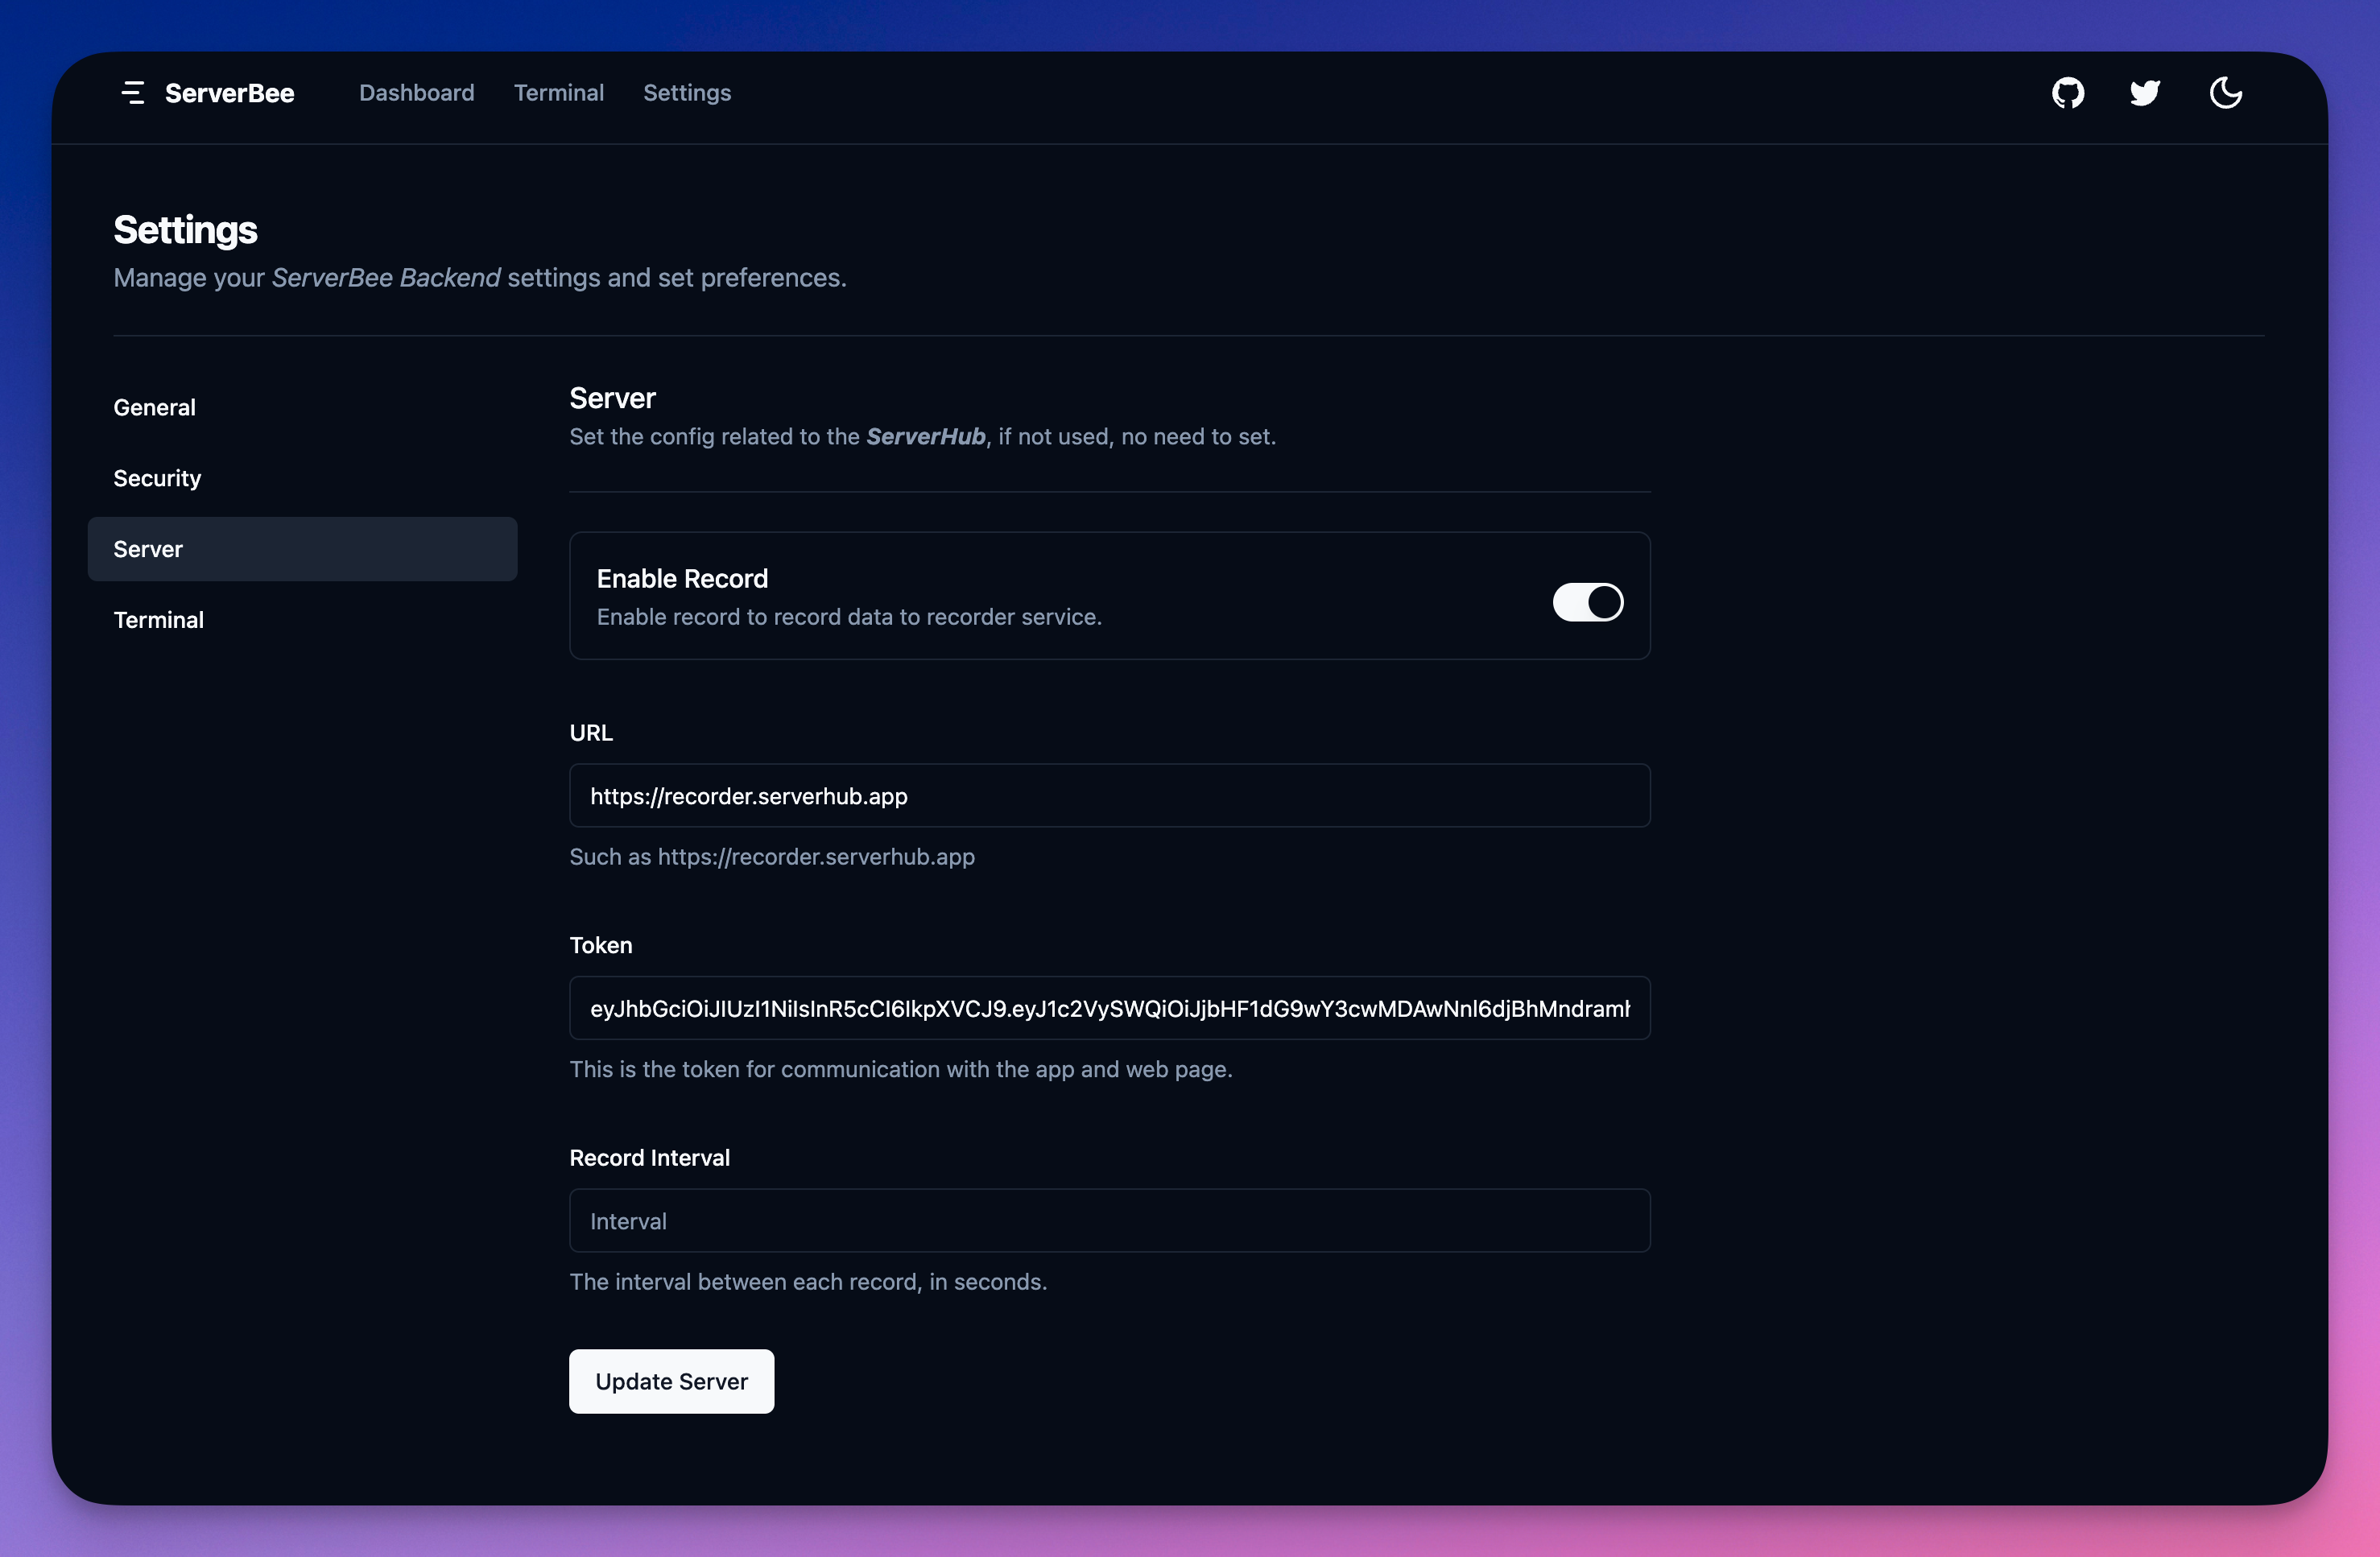 ServerBee Dashboard Terminal Settings
Settings
Manage your ServerBee Backend settings and set preferences.
General
Security
Server
Terminal
Server
Set the config related to the ServerHub, if not used, no need to set.
Enable Record
Enable record to record data to recorder service.
URL
https://recorder.serverhub.app
Such as https://recorder.serverhub.app
Token
eyJhbGciOiJIUzI1NiIsInR5cCI6IkpXVCJ9.eyJ1c2VySWQiOiJjbHF1dG9wY3cwMDAwNnl6djBhMndramh
This is the token for communication with the app and web page.
Record Interval
Interval
The interval between each record, in seconds.
Update Server